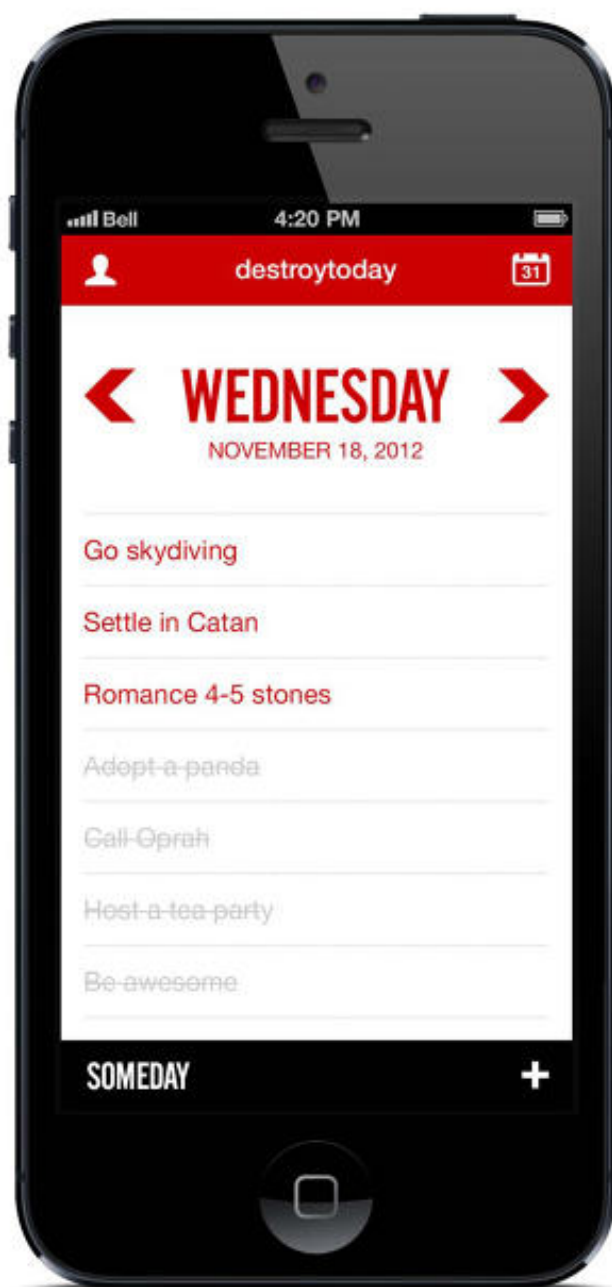 Bell 4:20 PM
destroytoday 31
WEDNESDAY
NOVEMBER 18, 2012
Go skydiving
Settle in Catan
Romance 4-5 stones
Adopt a panda
Call Oprah
Host a tea party
Be awesome
SOMEDAY +